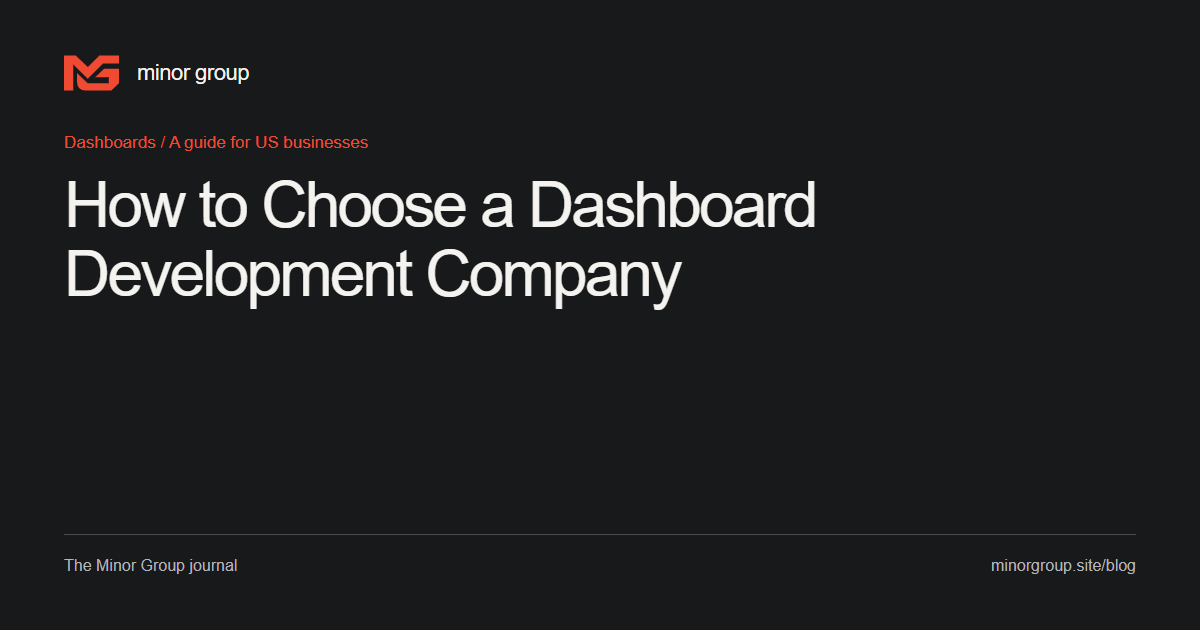 MG
minor group
Dashboards / A guide for US businesses
How to Choose a Dashboard
Development Company
The Minor Group journal
minorgroup.site/blog